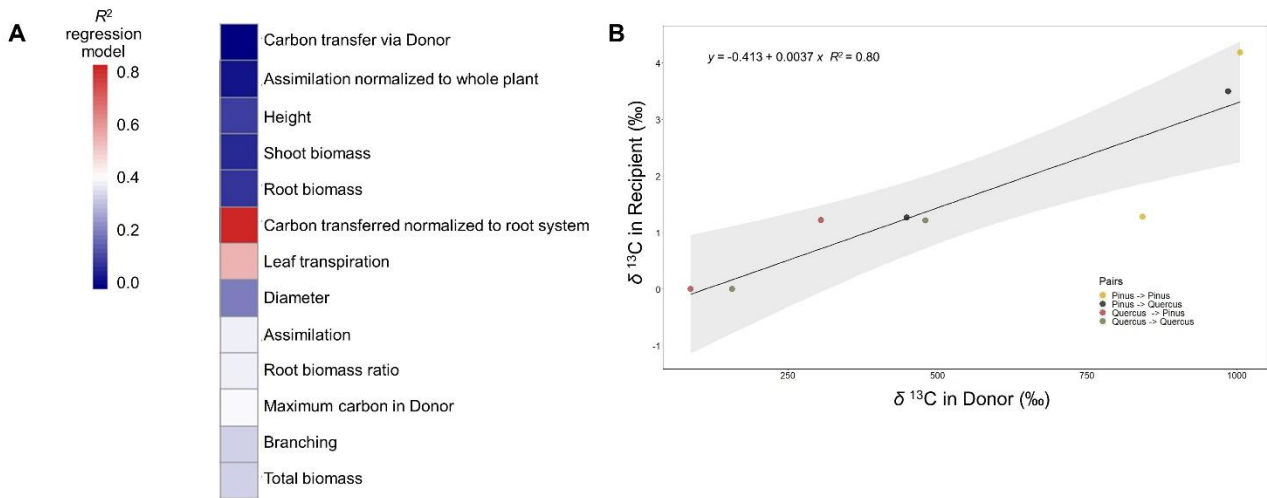 A
R²
regression
model
0.8
0.6
0.4
0.2
0.0
Carbon transfer via Donor
Assimilation normalized to whole plant
Height
Shoot biomass
Root biomass
Carbon transferred normalized to root system
Leaf transpiration
Diameter
Assimilation
Root biomass ratio
Maximum carbon in Donor
Branching
Total biomass
B
y = -0.413 + 0.0037 x R² = 0.80
δ ¹³C in Recipient (‰)
4
3
2
1
0
-1
Pairs
Pinus -> Pinus
Pinus -> Quercus
Quercus -> Pinus
Quercus -> Quercus
250
500
750
1000
δ ¹³C in Donor (‰)